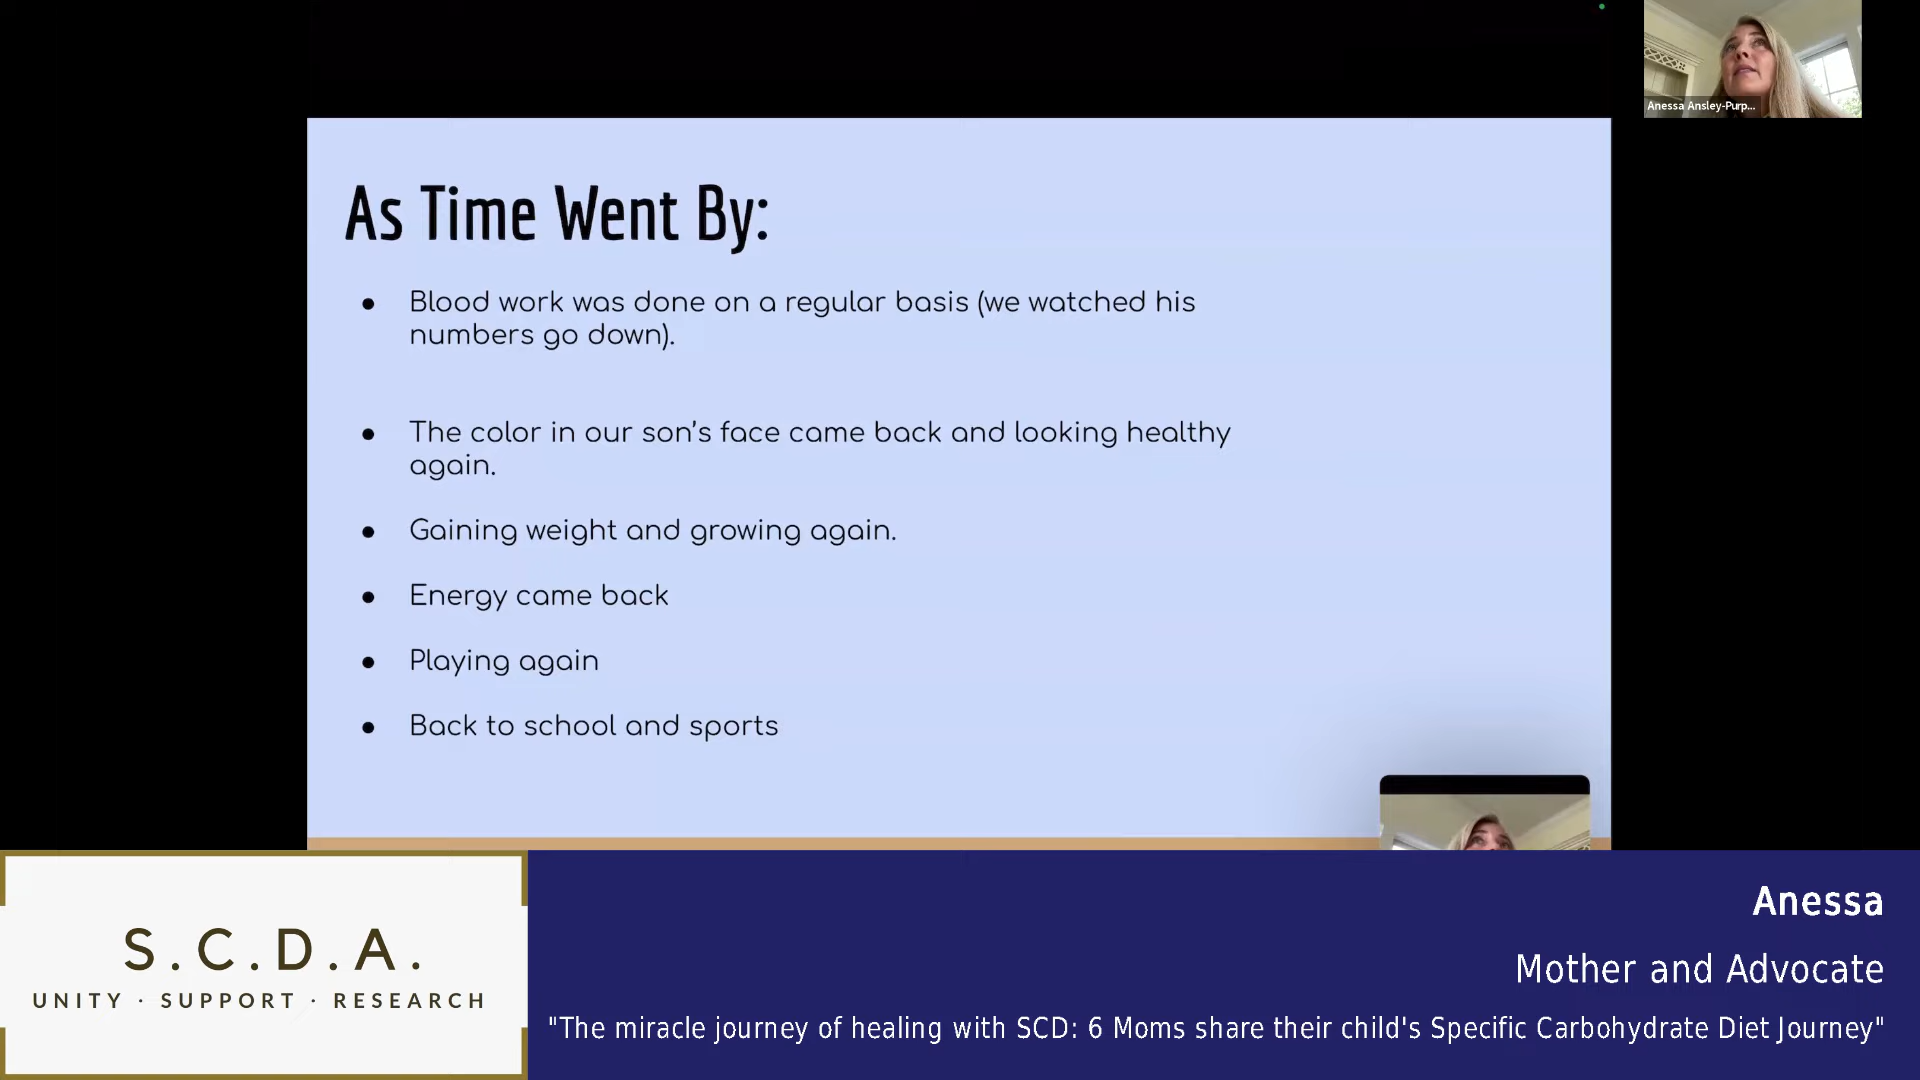 Anessa Ansley-Purp...
As Time Went By:
● Blood work was done on a regular basis (we watched his
numbers go down).
● The color in our son’s face came back and looking healthy
again.
● Gaining weight and growing again.
● Energy came back
● Playing again
● Back to school and sports
S.C.D.A.
UNITY · SUPPORT · RESEARCH
Anessa
Mother and Advocate
"The miracle journey of healing with SCD: 6 Moms share their child's Specific Carbohydrate Diet Journey"